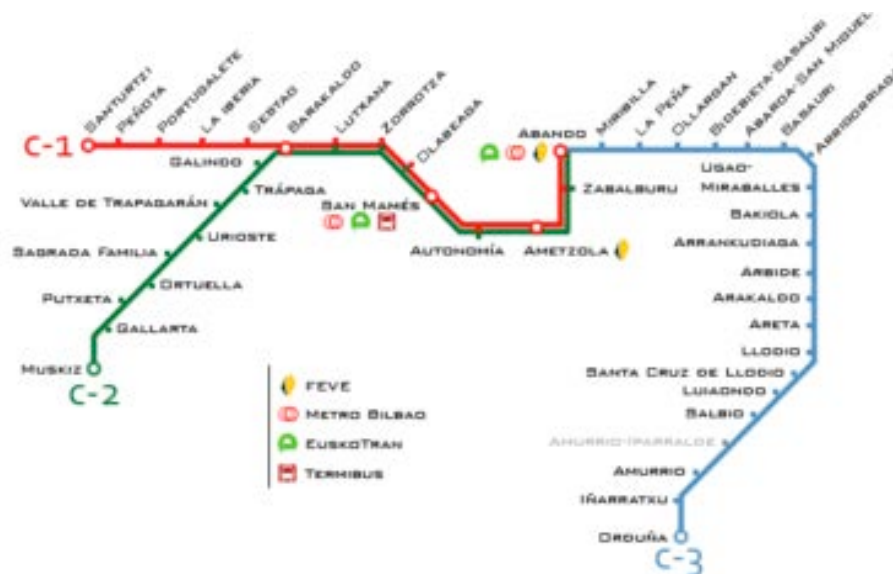 Santurtzi
Peñota
Portugalete
La Iberia
Sestao
Barakaldo
Lutxana
Zorrotza
Olabeaga
C-1
Galindo
Trápaga
Valle de Trapagarán
Urioste
Sagrada Familia
Ortuella
Putxeta
Gallarta
Muskiz
C-2
San Mamés
Autonomía
Ametzola
Zabalburu
Abando
Miribilla
La Peña
Ollargan
Bidebieta-Basauri
Abaroa-San Miguel
Basauri
Arrigorriaga
Ugao-
Miraballes
Bakiola
Arrankudiaga
Arbide
Arakaldo
Areta
Llodio
Santa Cruz de Llodio
Luiaondo
Salbio
Amurrio-Iparralde
Amurrio
Iñarratxu
Orduña
C-3
FEVE
Metro Bilbao
EuskoTran
Termibus